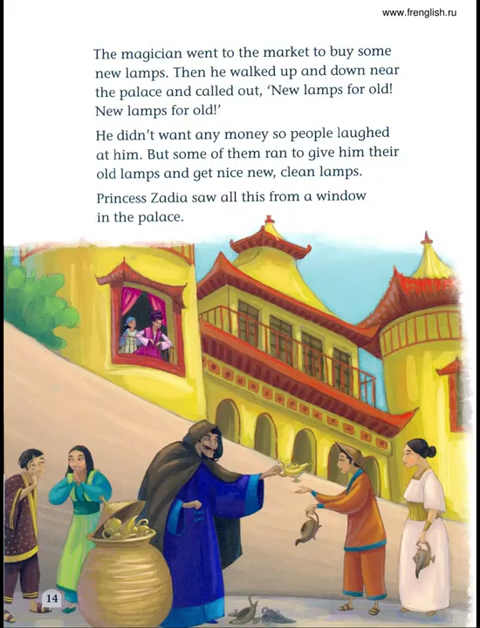 www.frenglish.ru
The magician went to the market to buy some
new lamps. Then he walked up and down near
the palace and called out, ‘New lamps for old!
New lamps for old!’
He didn’t want any money so people laughed
at him. But some of them ran to give him their
old lamps and get nice new, clean lamps.
Princess Zadia saw all this from a window
in the palace.
14